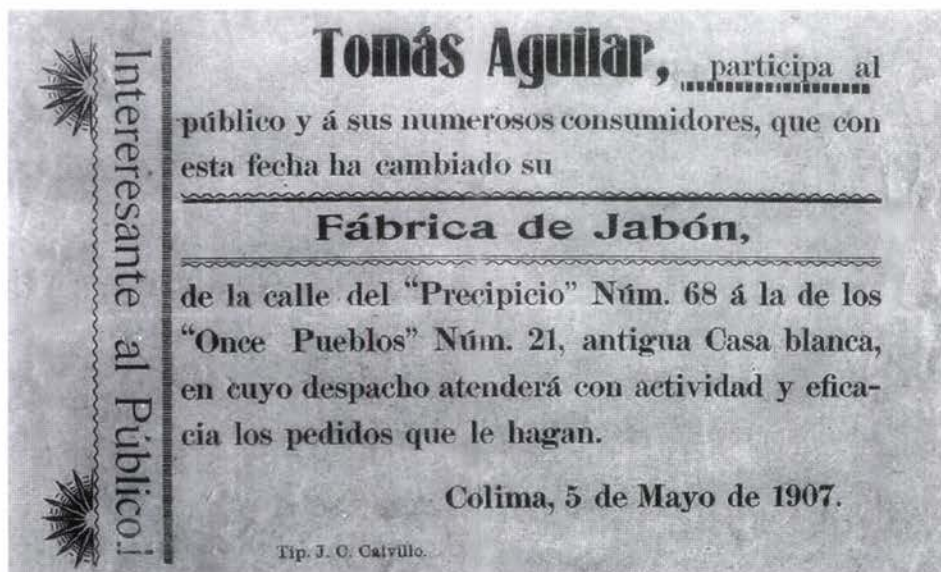 Intereresante al Público.¡
Tomás Aguilar, participa al
público y á sus numerosos consumidores, que con
esta fecha ha cambiado su
Fábrica de Jabón,
de la calle del “Precipicio” Núm. 68 á la de los
“Once Pueblos” Núm. 21, antigua Casa blanca,
en cuyo despacho atenderá con actividad y efica-
cia los pedidos que le hagan.
Colima, 5 de Mayo de 1907.
Tip. J. C. Calvillo.